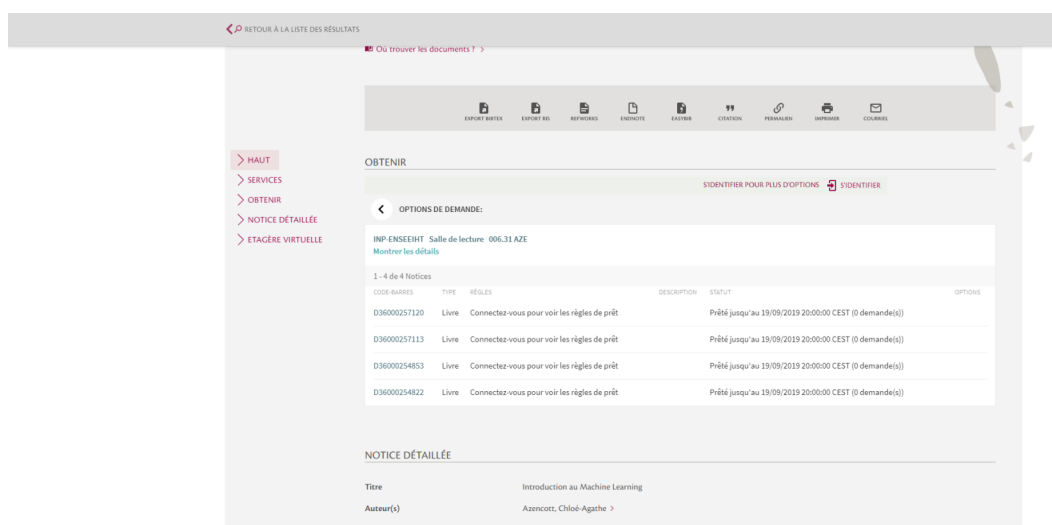 RETOUR À LA LISTE DES RÉSULTATS
Où trouver les documents ?
EXPORT BIBTEX EXPORT RIS REFWORKS ENDNOTE EASYBIB CITATION PERMALIEN IMPRIMER COURRIEL
HAUT
SERVICES
OBTENIR
NOTICE DÉTAILLÉE
ETAGÈRE VIRTUELLE
OBTENIR
S'IDENTIFIER POUR PLUS D'OPTIONS S'IDENTIFIER
OPTIONS DE DEMANDE:
INP-ENSEEIHT Salle de lecture 006.31 AZE
Montrer les détails
1 - 4 de 4 Notices
CODE-BARRES TYPE RÈGLES DESCRIPTION STATUT OPTIONS
D36000257120 Livre Connectez-vous pour voir les règles de prêt Prêté jusqu'au 19/09/2019 20:00:00 CEST (0 demande(s))
D36000257113 Livre Connectez-vous pour voir les règles de prêt Prêté jusqu'au 19/09/2019 20:00:00 CEST (0 demande(s))
D36000254853 Livre Connectez-vous pour voir les règles de prêt Prêté jusqu'au 19/09/2019 20:00:00 CEST (0 demande(s))
D36000254822 Livre Connectez-vous pour voir les règles de prêt Prêté jusqu'au 19/09/2019 20:00:00 CEST (0 demande(s))
NOTICE DÉTAILLÉE
Titre Introduction au Machine Learning
Auteur(s) Azencott, Chloé-Agathe